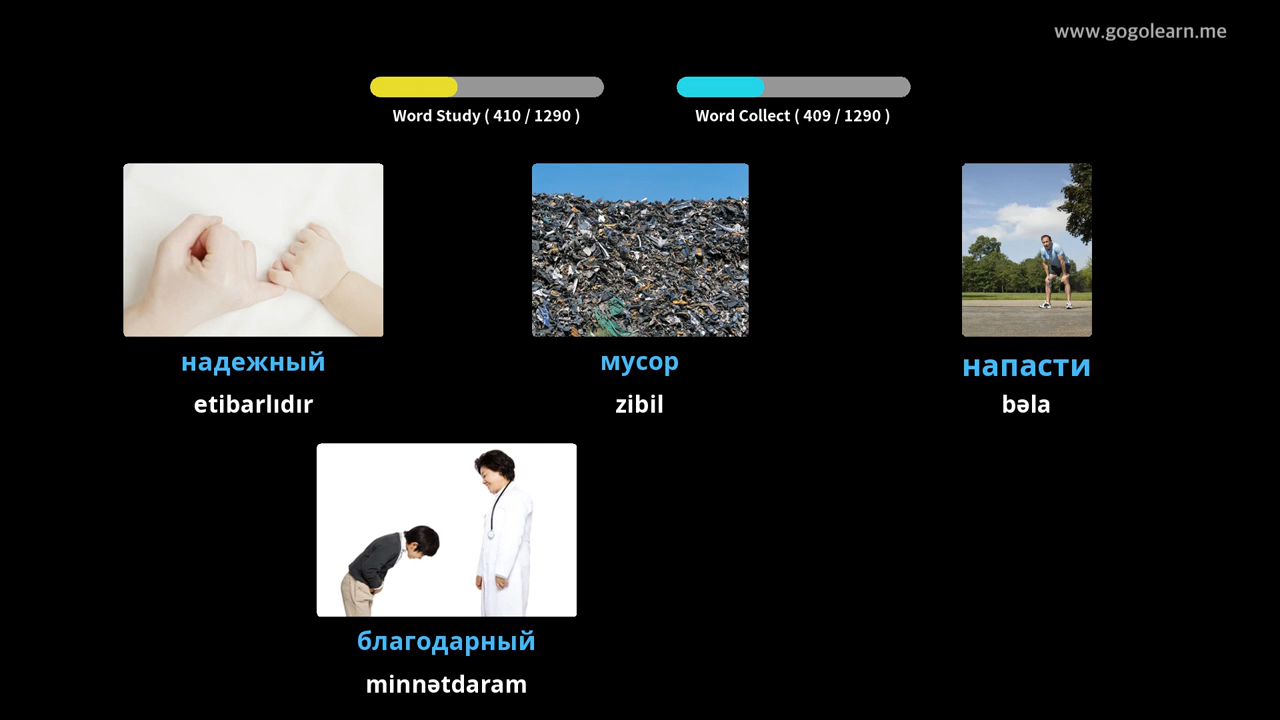 www.gogolearn.me
Word Study ( 410 / 1290 )
Word Collect ( 409 / 1290 )
надежный
etibarlıdır
мусор
zibil
напасти
bəla
благодарный
minnətdaram